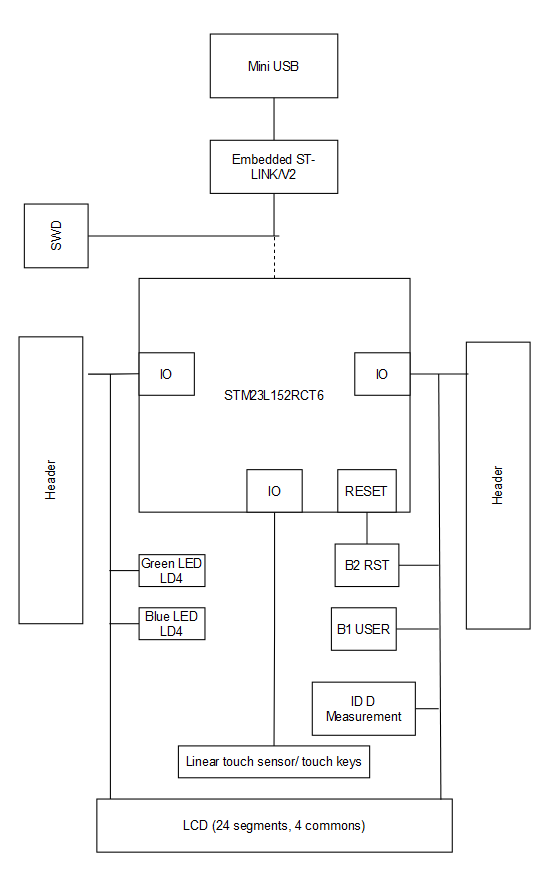 Mini USB
Embedded ST-
LINK/V2
SWD
IO
IO
STM23L152RCT6
Header
Header
IO
RESET
Green LED
LD4
B2 RST
Blue LED
LD4
B1 USER
ID D
Measurement
Linear touch sensor/ touch keys
LCD (24 segments, 4 commons)